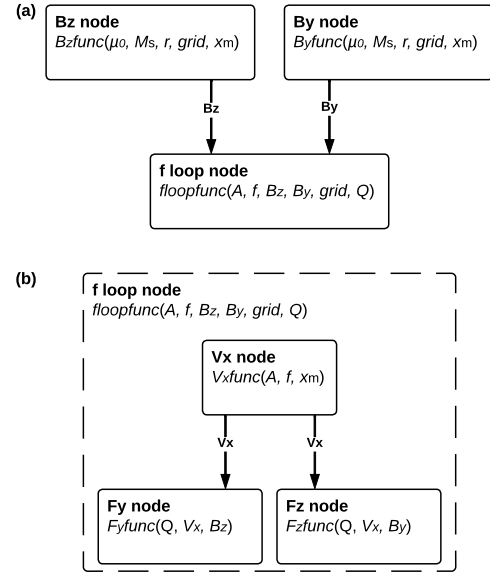 (a)
Bz node
Bzfunc(μ0, Ms, r, grid, xm)
By node
Byfunc(μ0, Ms, r, grid, xm)
Bz
By
f loop node
floopfunc(A, f, Bz, By, grid, Q)
(b)
f loop node
floopfunc(A, f, Bz, By, grid, Q)
Vx node
Vxfunc(A, f, xm)
Vx
Vx
Fy node
Fyfunc(Q, Vx, Bz)
Fz node
Fzfunc(Q, Vx, By)